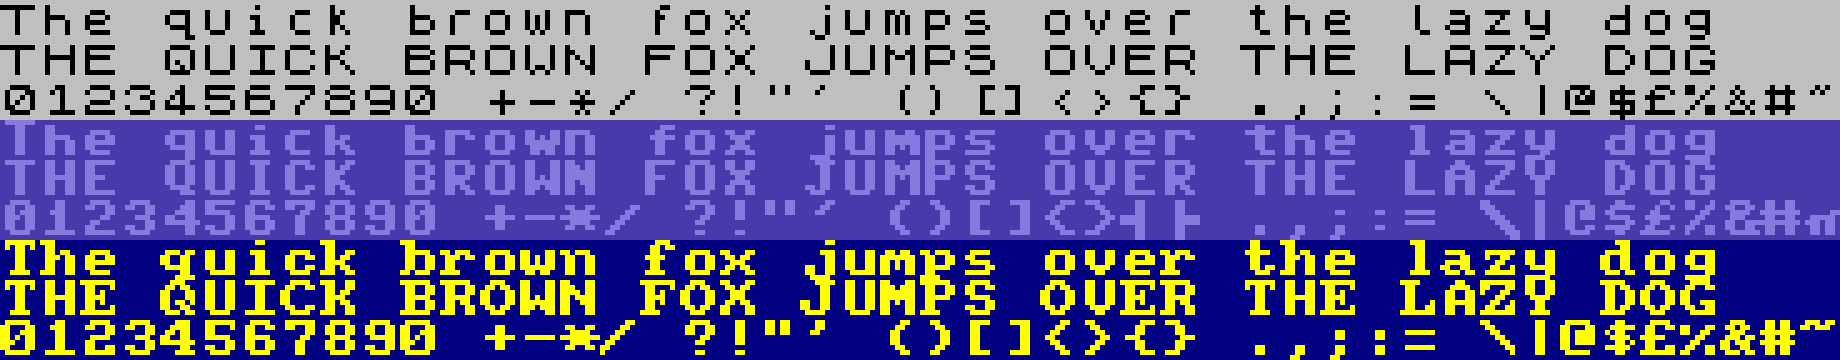 The quick brown fox jumps over the lazy dog
THE QUICK BROWN FOX JUMPS OVER THE LAZY DOG
01234567890 +-*/ ?!"´ ()[]<>{} .,;:= \|@$£%&#~
The quick brown fox jumps over the lazy dog
THE QUICK BROWN FOX JUMPS OVER THE LAZY DOG
01234567890 +-*/ ?!"´ ()[]<>┤├ .,;:= \|@$£%&#
The quick brown fox jumps over the lazy dog
THE QUICK BROWN FOX JUMPS OVER THE LAZY DOG
01234567890 +-*/ ?!"´ ()[]<>{} .,;:= \|@$£%&#~